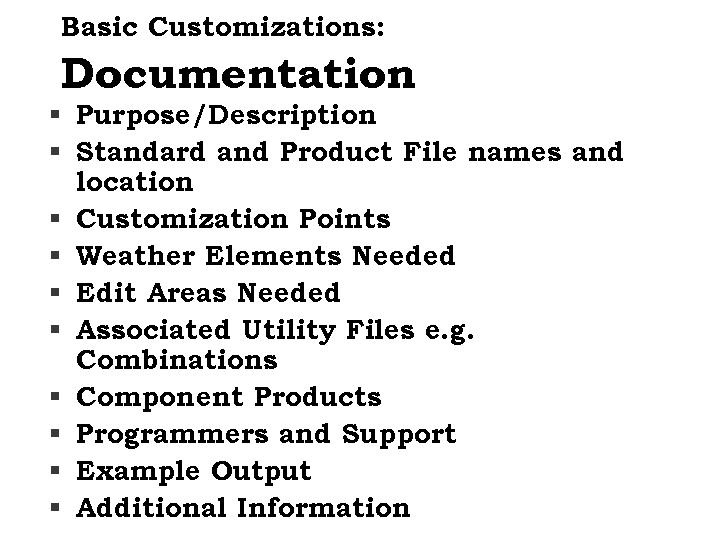 Basic Customizations:
Documentation
▪ Purpose/Description
▪ Standard and Product File names and
location
▪ Customization Points
▪ Weather Elements Needed
▪ Edit Areas Needed
▪ Associated Utility Files e.g.
Combinations
▪ Component Products
▪ Programmers and Support
▪ Example Output
▪ Additional Information